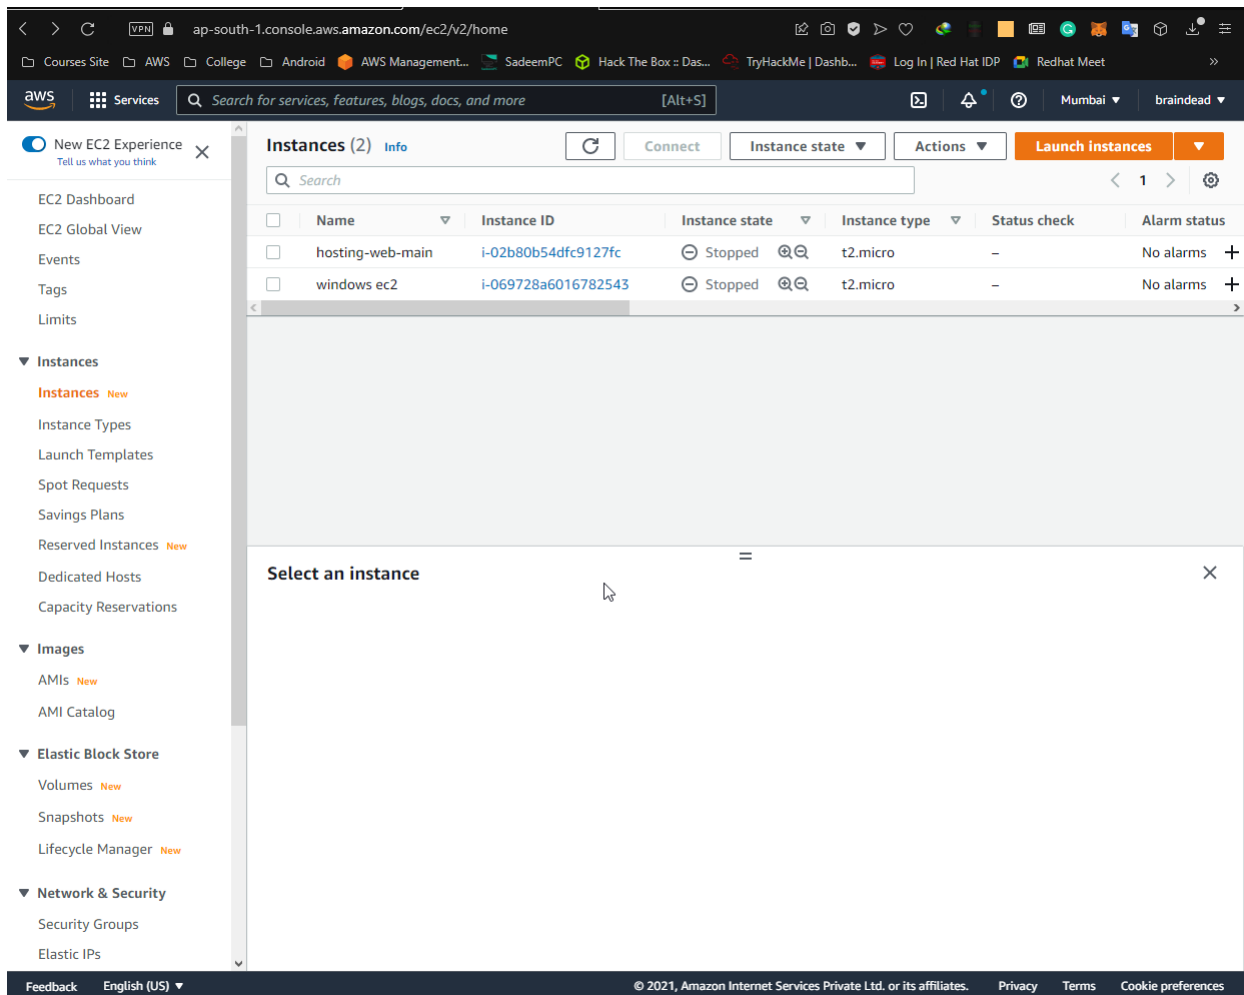 VPN ap-south-1.console.aws.amazon.com/ec2/v2/home
Courses Site AWS College Android AWS Management... SadeemPC Hack The Box :: Das... TryHackMe | Dashb... Log In | Red Hat IDP Redhat Meet »
aws Services Search for services, features, blogs, docs, and more [Alt+S] Mumbai ▼ braindead ▼
New EC2 Experience
Tell us what you think
EC2 Dashboard
EC2 Global View
Events
Tags
Limits
Instances
Instances New
Instance Types
Launch Templates
Spot Requests
Savings Plans
Reserved Instances New
Dedicated Hosts
Capacity Reservations
Images
AMIs New
AMI Catalog
Elastic Block Store
Volumes New
Snapshots New
Lifecycle Manager New
Network & Security
Security Groups
Elastic IPs
Instances (2) Info Connect Instance state ▼ Actions ▼ Launch instances ▼
Search < 1 >
Name Instance ID Instance state Instance type Status check Alarm status
hosting-web-main i-02b80b54dfc9127fc Stopped t2.micro – No alarms +
windows ec2 i-069728a6016782543 Stopped t2.micro – No alarms +
Select an instance
Feedback English (US) ▼ © 2021, Amazon Internet Services Private Ltd. or its affiliates. Privacy Terms Cookie preferences